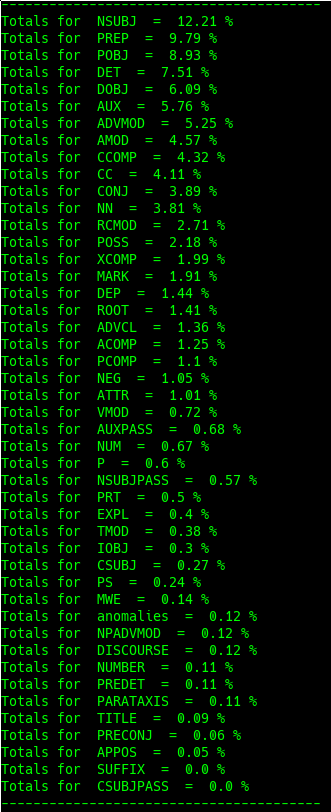 ----------------------------------------
Totals for  NSUBJ  =  12.21 %
Totals for  PREP  =  9.79 %
Totals for  POBJ  =  8.93 %
Totals for  DET  =  7.51 %
Totals for  DOBJ  =  6.09 %
Totals for  AUX  =  5.76 %
Totals for  ADVMOD  =  5.25 %
Totals for  AMOD  =  4.57 %
Totals for  CCOMP  =  4.32 %
Totals for  CC  =  4.11 %
Totals for  CONJ  =  3.89 %
Totals for  NN  =  3.81 %
Totals for  RCMOD  =  2.71 %
Totals for  POSS  =  2.18 %
Totals for  XCOMP  =  1.99 %
Totals for  MARK  =  1.91 %
Totals for  DEP  =  1.44 %
Totals for  ROOT  =  1.41 %
Totals for  ADVCL  =  1.36 %
Totals for  ACOMP  =  1.25 %
Totals for  PCOMP  =  1.1 %
Totals for  NEG  =  1.05 %
Totals for  ATTR  =  1.01 %
Totals for  VMOD  =  0.72 %
Totals for  AUXPASS  =  0.68 %
Totals for  NUM  =  0.67 %
Totals for  P  =  0.6 %
Totals for  NSUBJPASS  =  0.57 %
Totals for  PRT  =  0.5 %
Totals for  EXPL  =  0.4 %
Totals for  TMOD  =  0.38 %
Totals for  IOBJ  =  0.3 %
Totals for  CSUBJ  =  0.27 %
Totals for  PS  =  0.24 %
Totals for  MWE  =  0.14 %
Totals for  anomalies  =  0.12 %
Totals for  NPADVMOD  =  0.12 %
Totals for  DISCOURSE  =  0.12 %
Totals for  NUMBER  =  0.11 %
Totals for  PREDET  =  0.11 %
Totals for  PARATAXIS  =  0.11 %
Totals for  TITLE  =  0.09 %
Totals for  PRECONJ  =  0.06 %
Totals for  APPOS  =  0.05 %
Totals for  SUFFIX  =  0.0 %
Totals for  CSUBJPASS  =  0.0 %
----------------------------------------